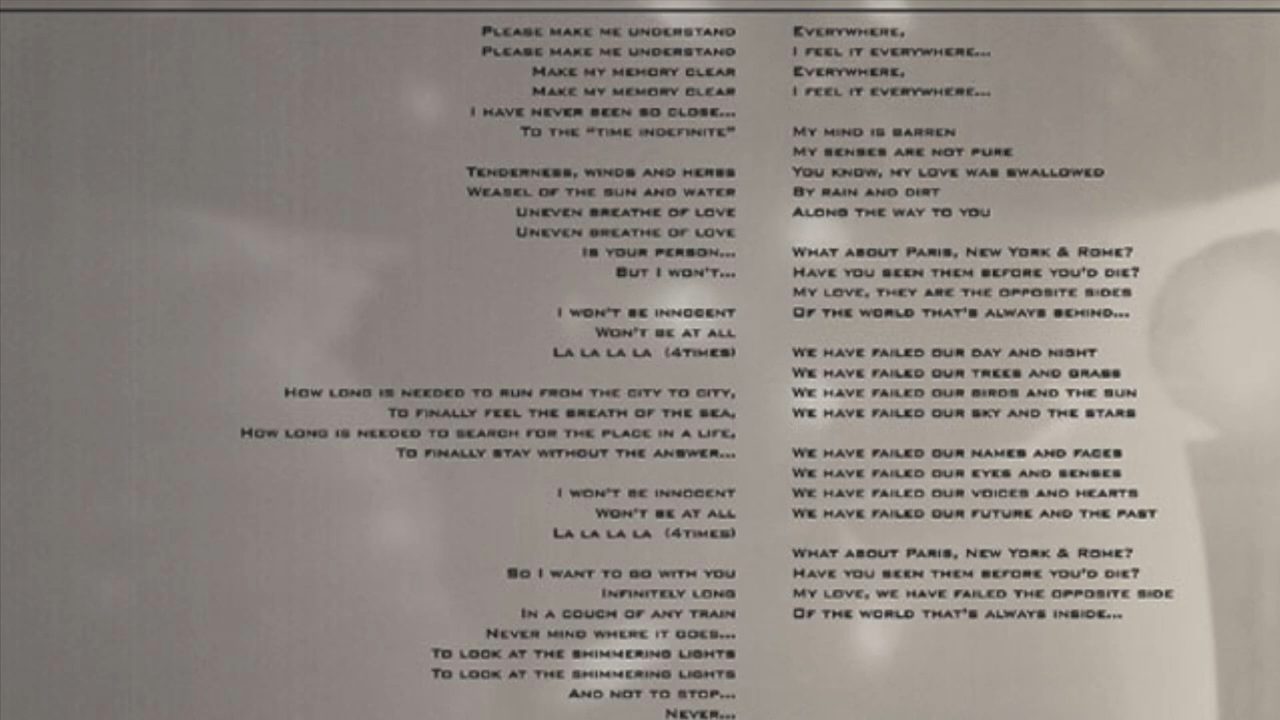 Please make me understand
Please make me understand
Make my memory clear
Make my memory clear
I have never been so close...
To the "time indefinite"
Tenderness, winds and herbs
Weasel of the sun and water
Uneven breathe of love
Uneven breathe of love
Is your person...
But I won't...
I won't be innocent
Won't be at all
La la la la (4times)
How long is needed to run from the city to city,
To finally feel the breath of the sea,
How long is needed to search for the place in a life,
To finally stay without the answer...
I won't be innocent
Won't be at all
La la la la (4times)
So I want to go with you
Infinitely long
In a couch of any train
Never mind where it goes...
To look at the shimmering lights
To look at the shimmering lights
And not to stop...
Never...
Everywhere,
I feel it everywhere...
Everywhere,
I feel it everywhere...
My mind is barren
My senses are not pure
You know, my love was swallowed
By rain and dirt
Along the way to you
What about Paris, New York & Rome?
Have you seen them before you'd die?
My love, they are the opposite sides
Of the world that's always behind...
We have failed our day and night
We have failed our trees and grass
We have failed our birds and the sun
We have failed our sky and the stars
We have failed our names and faces
We have failed our eyes and senses
We have failed our voices and hearts
We have failed our future and the past
What about Paris, New York & Rome?
Have you seen them before you'd die?
My love, we have failed the opposite side
Of the world that's always inside...